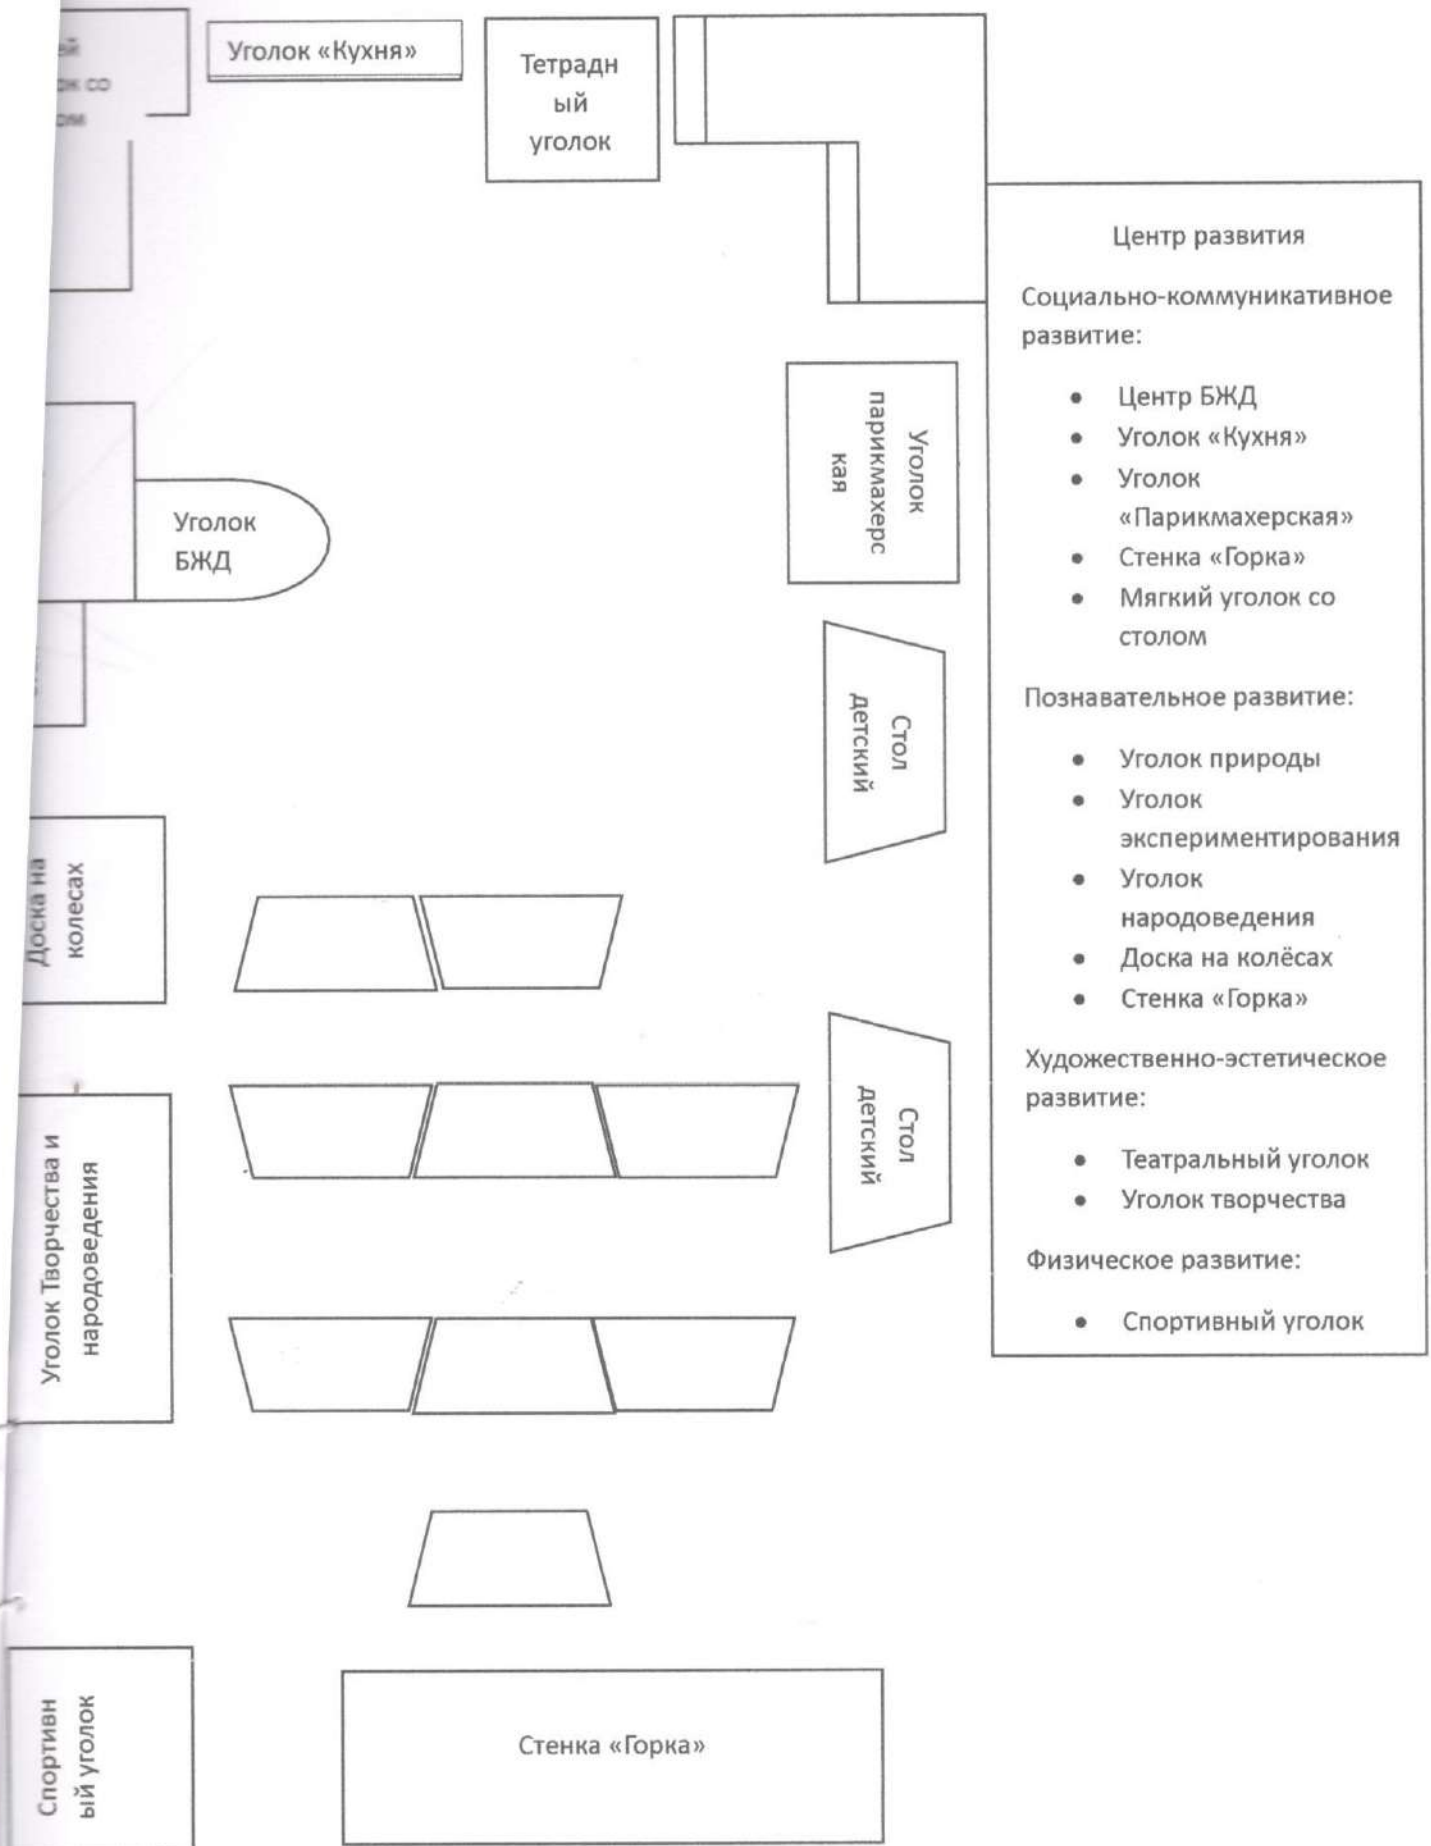 ок со
Уголок «Кухня»
Тетрадн
ый
уголок
Уголок
парикмахерс
кая
Уголок
БЖД
Стол
детский
Доска на
колесах
Стол
детский
Уголок Творчества и
народоведения
Спортивн
ый уголок
Стенка «Горка»
Центр развития
Социально-коммуникативное
развитие:
● Центр БЖД
● Уголок «Кухня»
● Уголок
«Парикмахерская»
● Стенка «Горка»
● Мягкий уголок со
столом
Познавательное развитие:
● Уголок природы
● Уголок
экспериментирования
● Уголок
народоведения
● Доска на колёсах
● Стенка «Горка»
Художественно-эстетическое
развитие:
● Театральный уголок
● Уголок творчества
Физическое развитие:
● Спортивный уголок